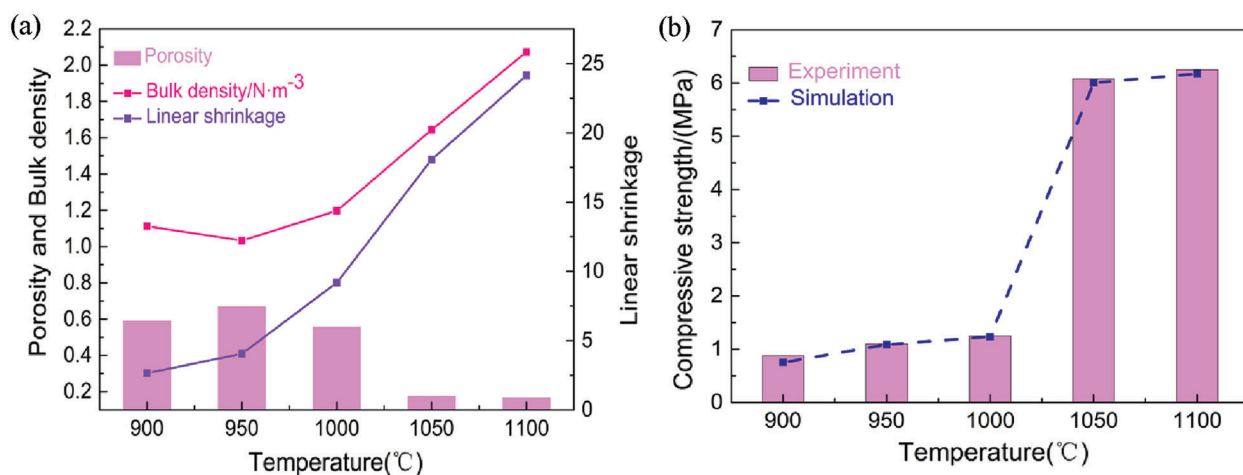 (a)
Porosity and Bulk density
2.2
2.0
1.8
1.6
1.4
1.2
1.0
0.8
0.6
0.4
0.2
Porosity
Bulk density/N·m⁻³
Linear shrinkage
25
20
15
10
5
0
Linear shrinkage
900 950 1000 1050 1100
Temperature(℃)
(b)
Compressive strength/(MPa)
7
6
5
4
3
2
1
0
Experiment
Simulation
900 950 1000 1050 1100
Temperature(℃)